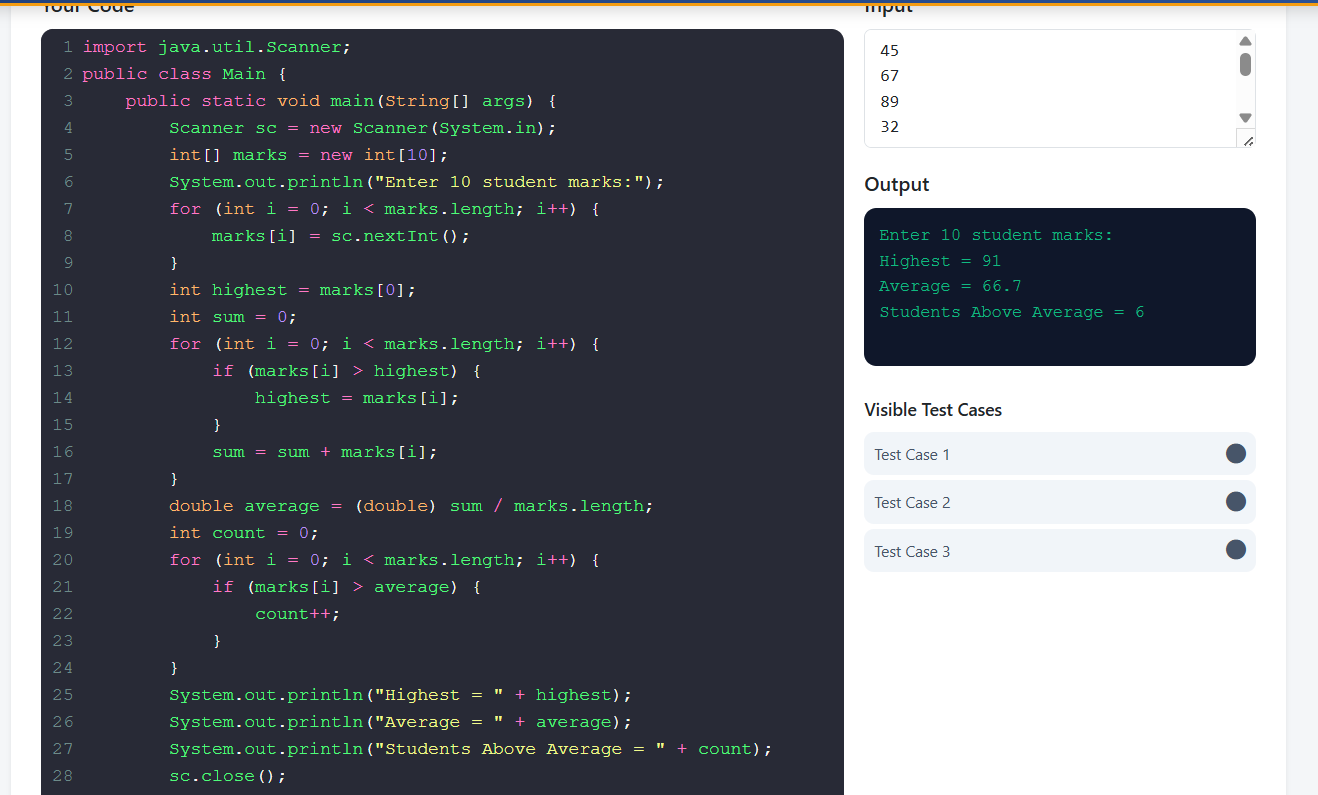 Your Code
1 import java.util.Scanner;
2 public class Main {
3     public static void main(String[] args) {
4         Scanner sc = new Scanner(System.in);
5         int[] marks = new int[10];
6         System.out.println("Enter 10 student marks:");
7         for (int i = 0; i < marks.length; i++) {
8             marks[i] = sc.nextInt();
9         }
10         int highest = marks[0];
11         int sum = 0;
12         for (int i = 0; i < marks.length; i++) {
13             if (marks[i] > highest) {
14                 highest = marks[i];
15             }
16             sum = sum + marks[i];
17         }
18         double average = (double) sum / marks.length;
19         int count = 0;
20         for (int i = 0; i < marks.length; i++) {
21             if (marks[i] > average) {
22                 count++;
23             }
24         }
25         System.out.println("Highest = " + highest);
26         System.out.println("Average = " + average);
27         System.out.println("Students Above Average = " + count);
28         sc.close();
Input
45
67
89
32
Output
Enter 10 student marks:
Highest = 91
Average = 66.7
Students Above Average = 6
Visible Test Cases
Test Case 1
Test Case 2
Test Case 3